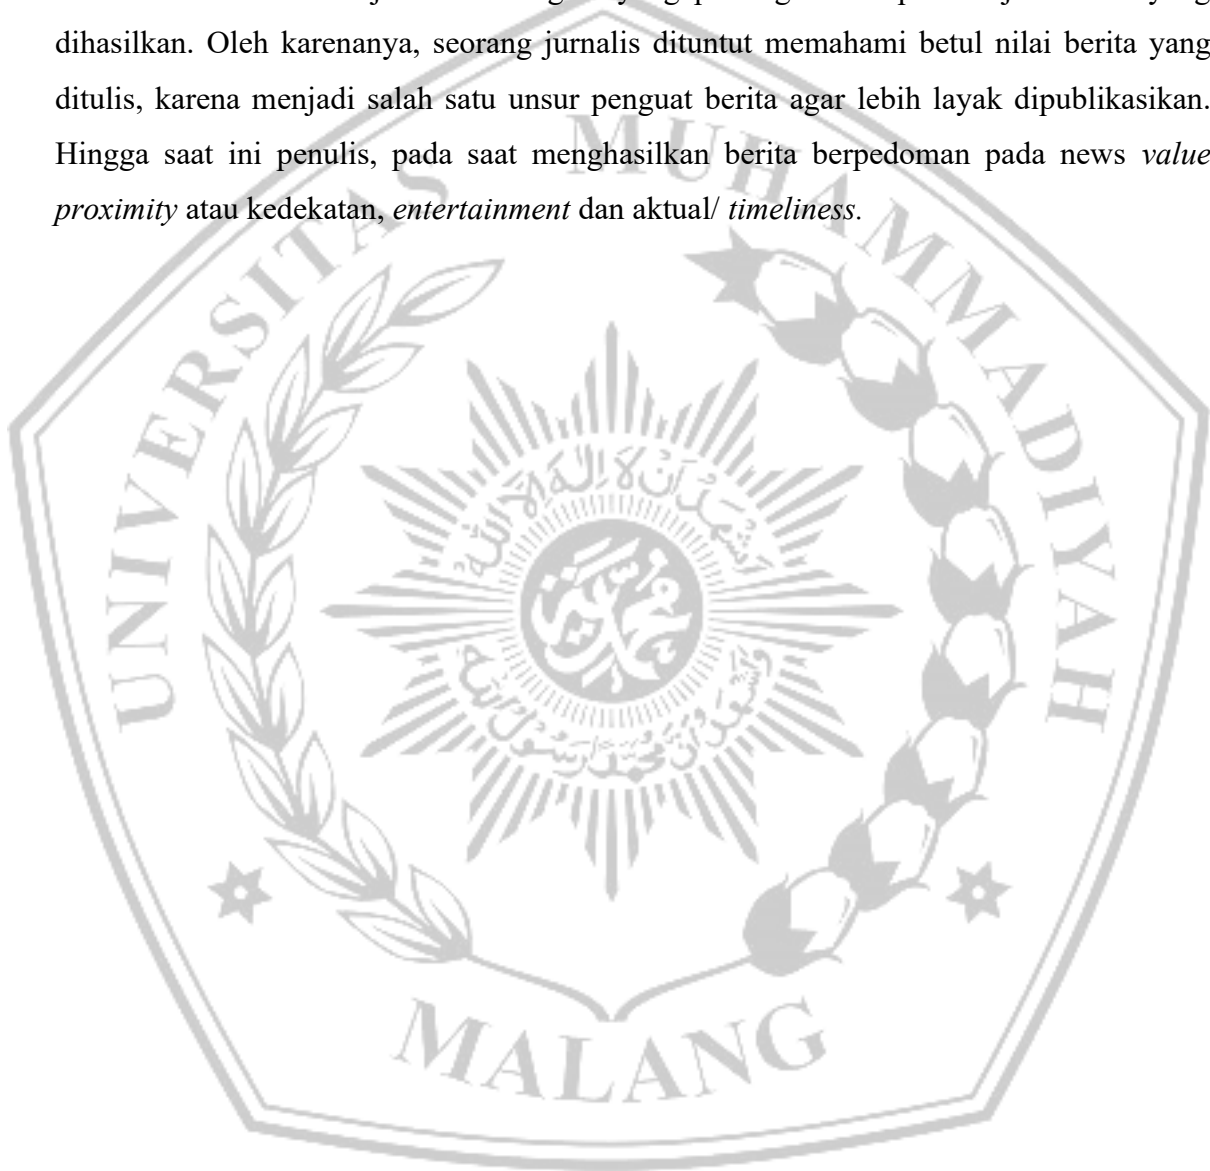 dihasilkan. Oleh karenanya, seorang jurnalis dituntut memahami betul nilai berita yang
ditulis, karena menjadi salah satu unsur penguat berita agar lebih layak dipublikasikan.
Hingga saat ini penulis, pada saat menghasilkan berita berpedoman pada news value
proximity atau kedekatan, entertainment dan aktual/ timeliness.
UNIVERSITAS MUHAMMADIYAH
MALANG